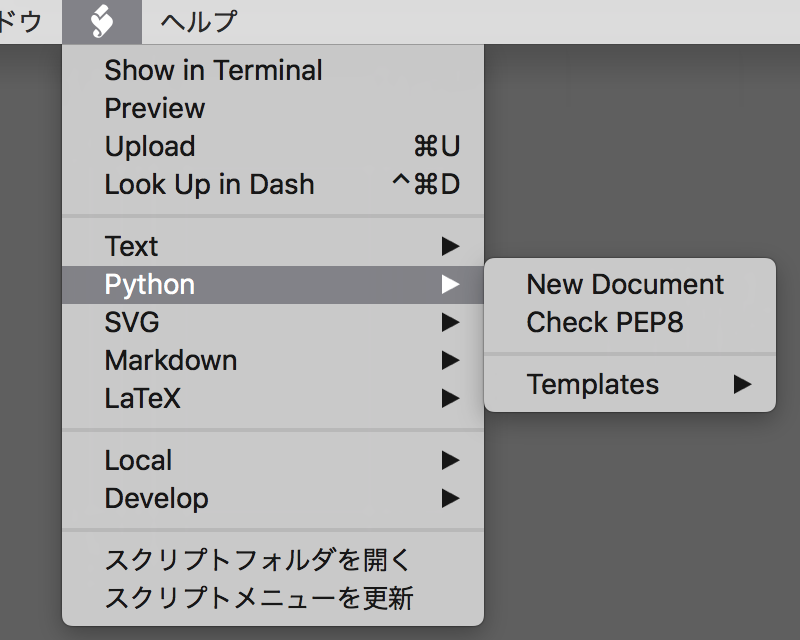 ドウ ヘルプ
Show in Terminal
Preview
Upload ⌘U
Look Up in Dash ^⌘D
Text ▶
Python ▶
New Document
SVG ▶
Check PEP8
Markdown ▶
LaTeX ▶
Templates ▶
Local ▶
Develop ▶
スクリプトフォルダを開く
スクリプトメニューを更新